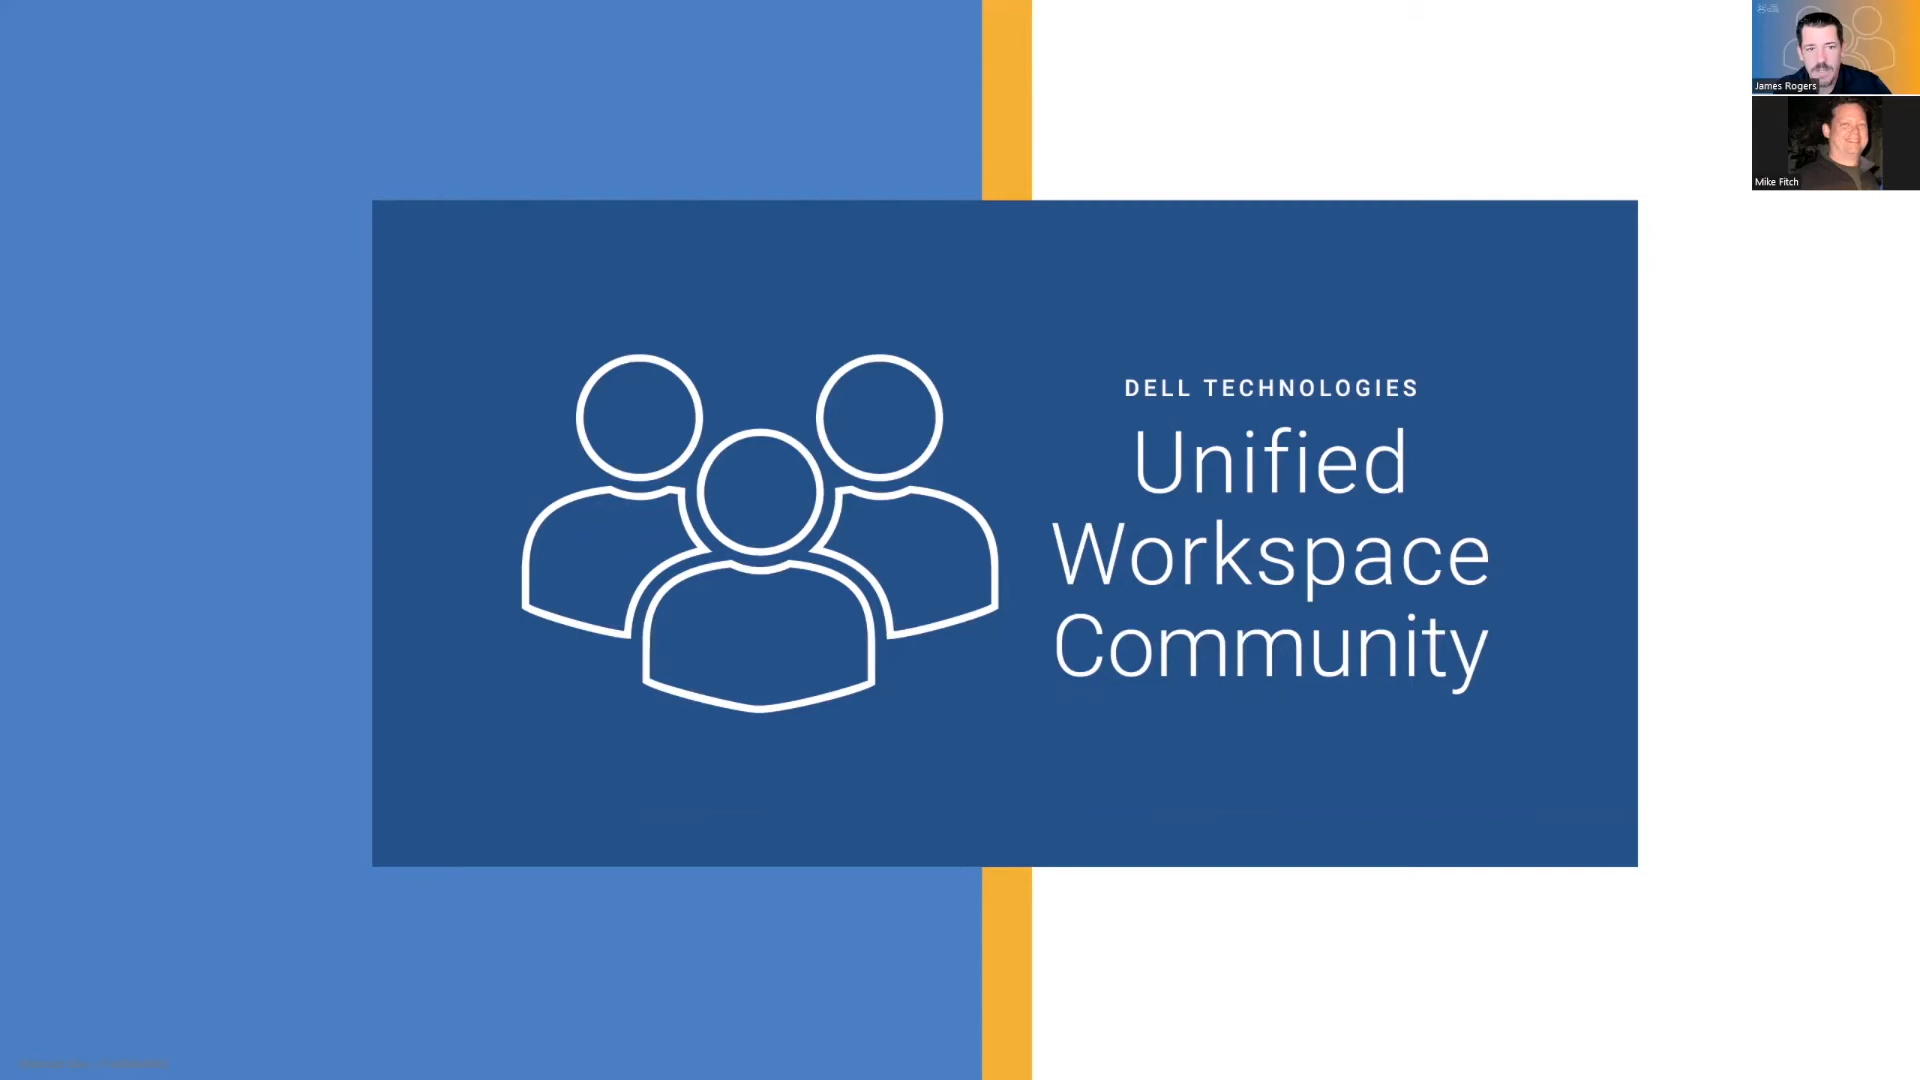 James Rogers
Mike Fitch
DELL TECHNOLOGIES
Unified
Workspace
Community